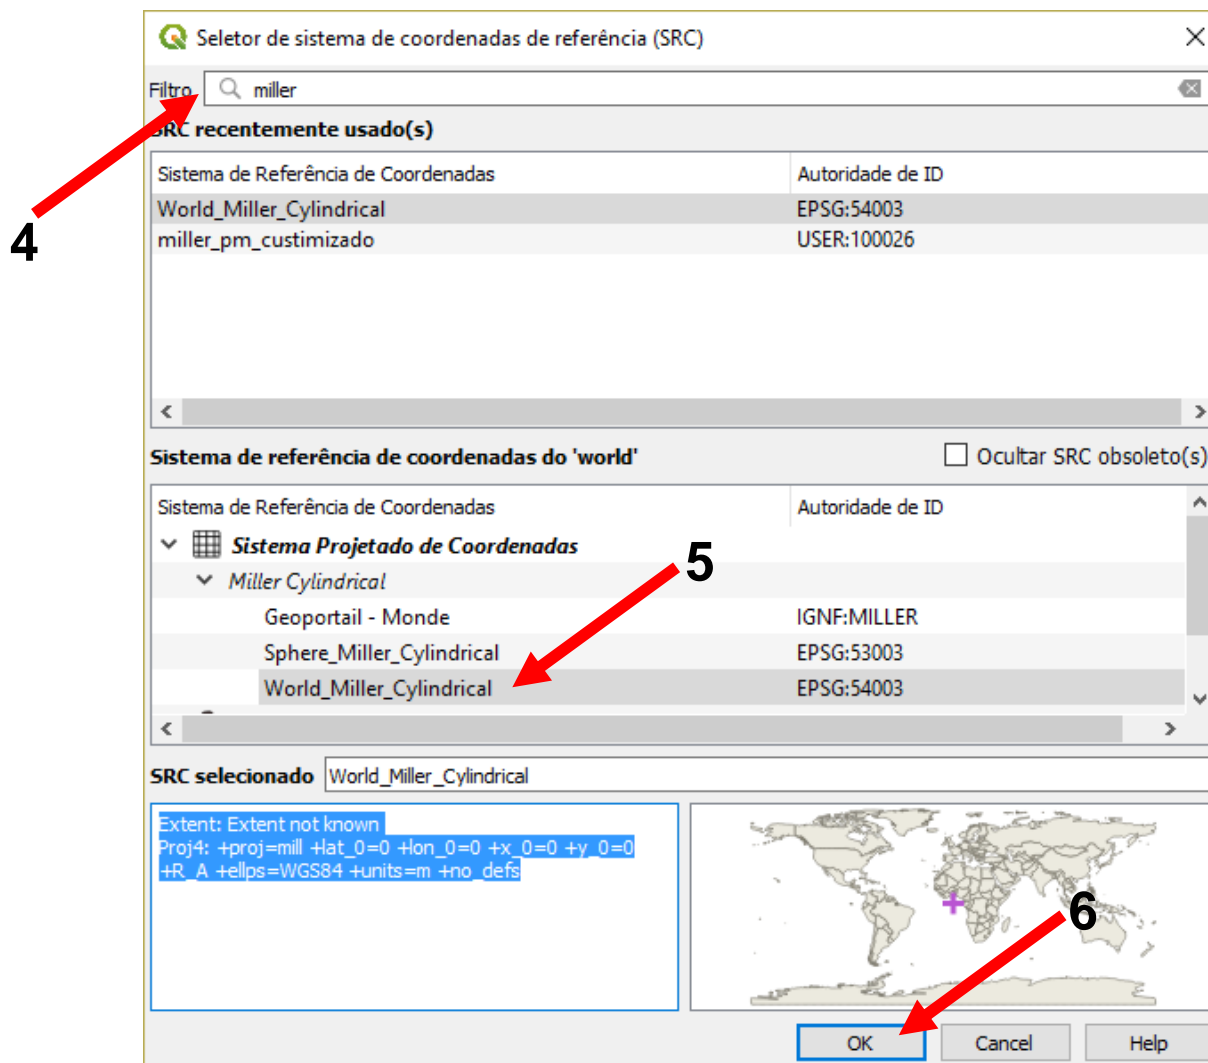 Seletor de sistema de coordenadas de referência (SRC)
Filtro miller
4
SRC recentemente usado(s)
Sistema de Referência de Coordenadas Autoridade de ID
World_Miller_Cylindrical EPSG:54003
miller_pm_custimizado USER:100026
Sistema de referência de coordenadas do 'world' Ocultar SRC obsoleto(s)
Sistema de Referência de Coordenadas Autoridade de ID
Sistema Projetado de Coordenadas
5
Miller Cylindrical
Geoportail - Monde IGNF:MILLER
Sphere_Miller_Cylindrical EPSG:53003
World_Miller_Cylindrical EPSG:54003
SRC selecionado World_Miller_Cylindrical
Extent: Extent not known
Proj4: +proj=mill +lat_0=0 +lon_0=0 +x_0=0 +y_0=0
+R_A +ellps=WGS84 +units=m +no_defs
6
OK Cancel Help